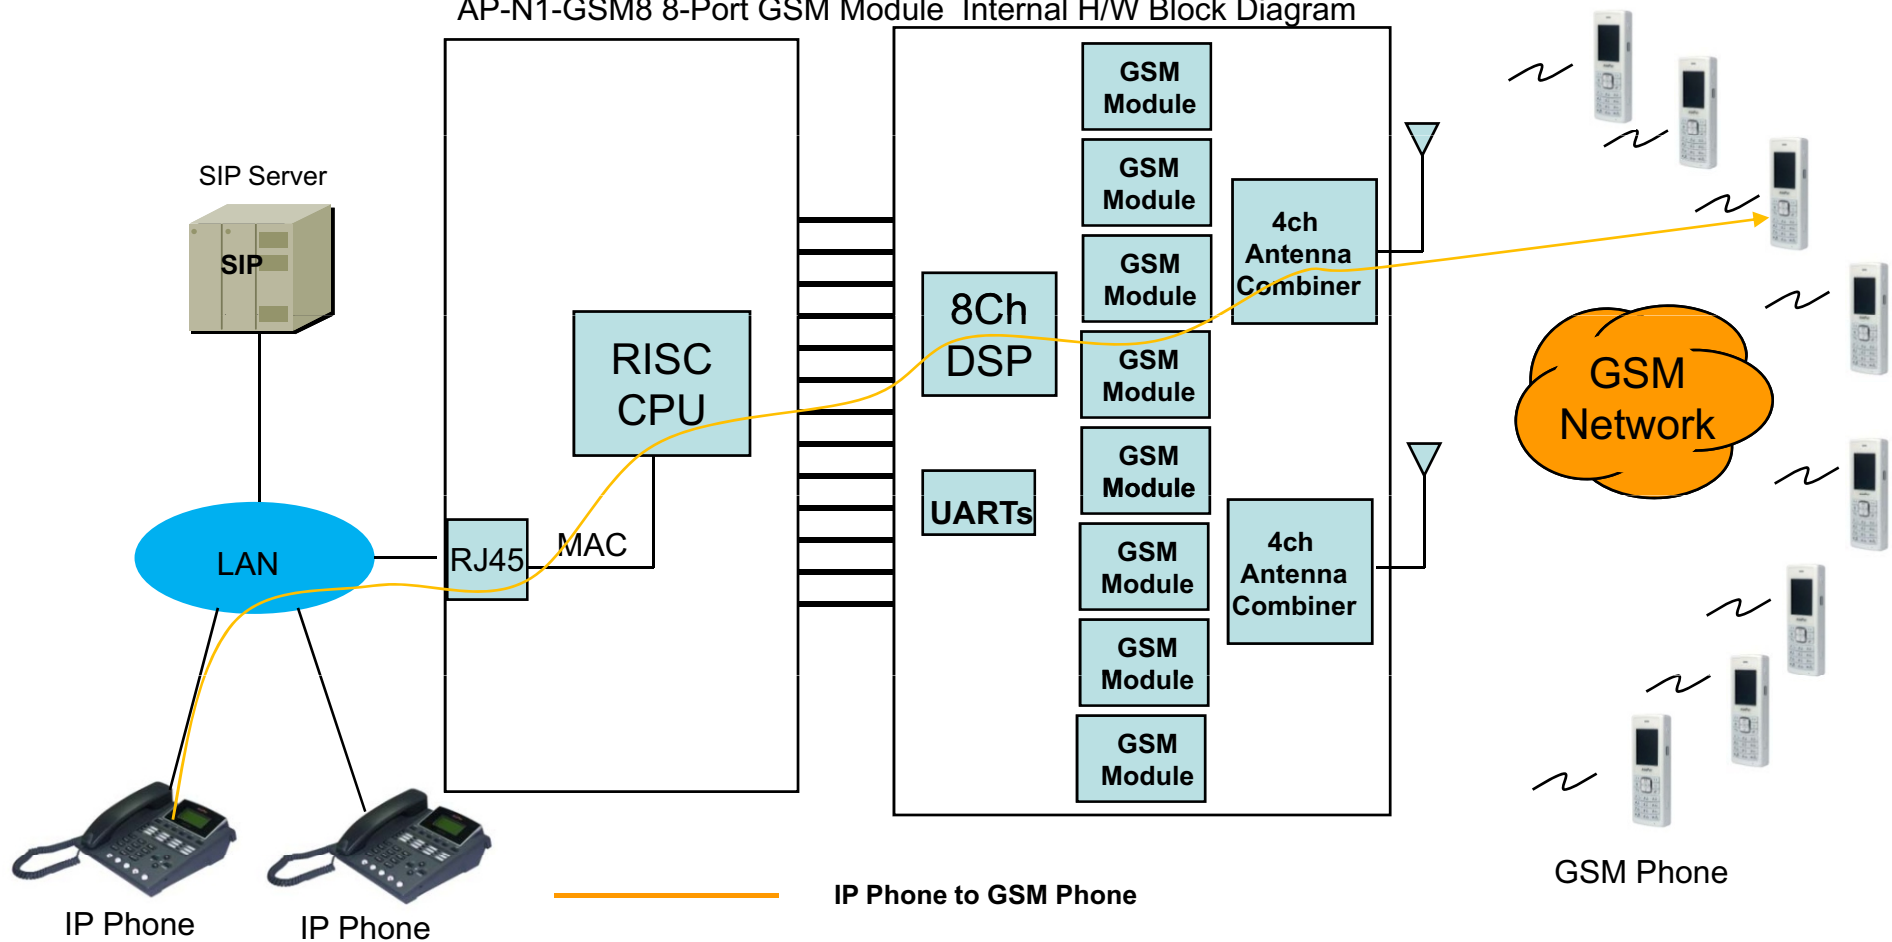 AP-N1-GSM8 8-Port GSM Module Internal H/W Block Diagram
SIP Server
SIP
LAN
IP Phone
IP Phone
RJ45
MAC
RISC
CPU
8Ch
DSP
UARTs
GSM
Module
GSM
Module
GSM
Module
GSM
Module
GSM
Module
GSM
Module
GSM
Module
GSM
Module
4ch
Antenna
Combiner
4ch
Antenna
Combiner
GSM
Network
GSM Phone
IP Phone to GSM Phone